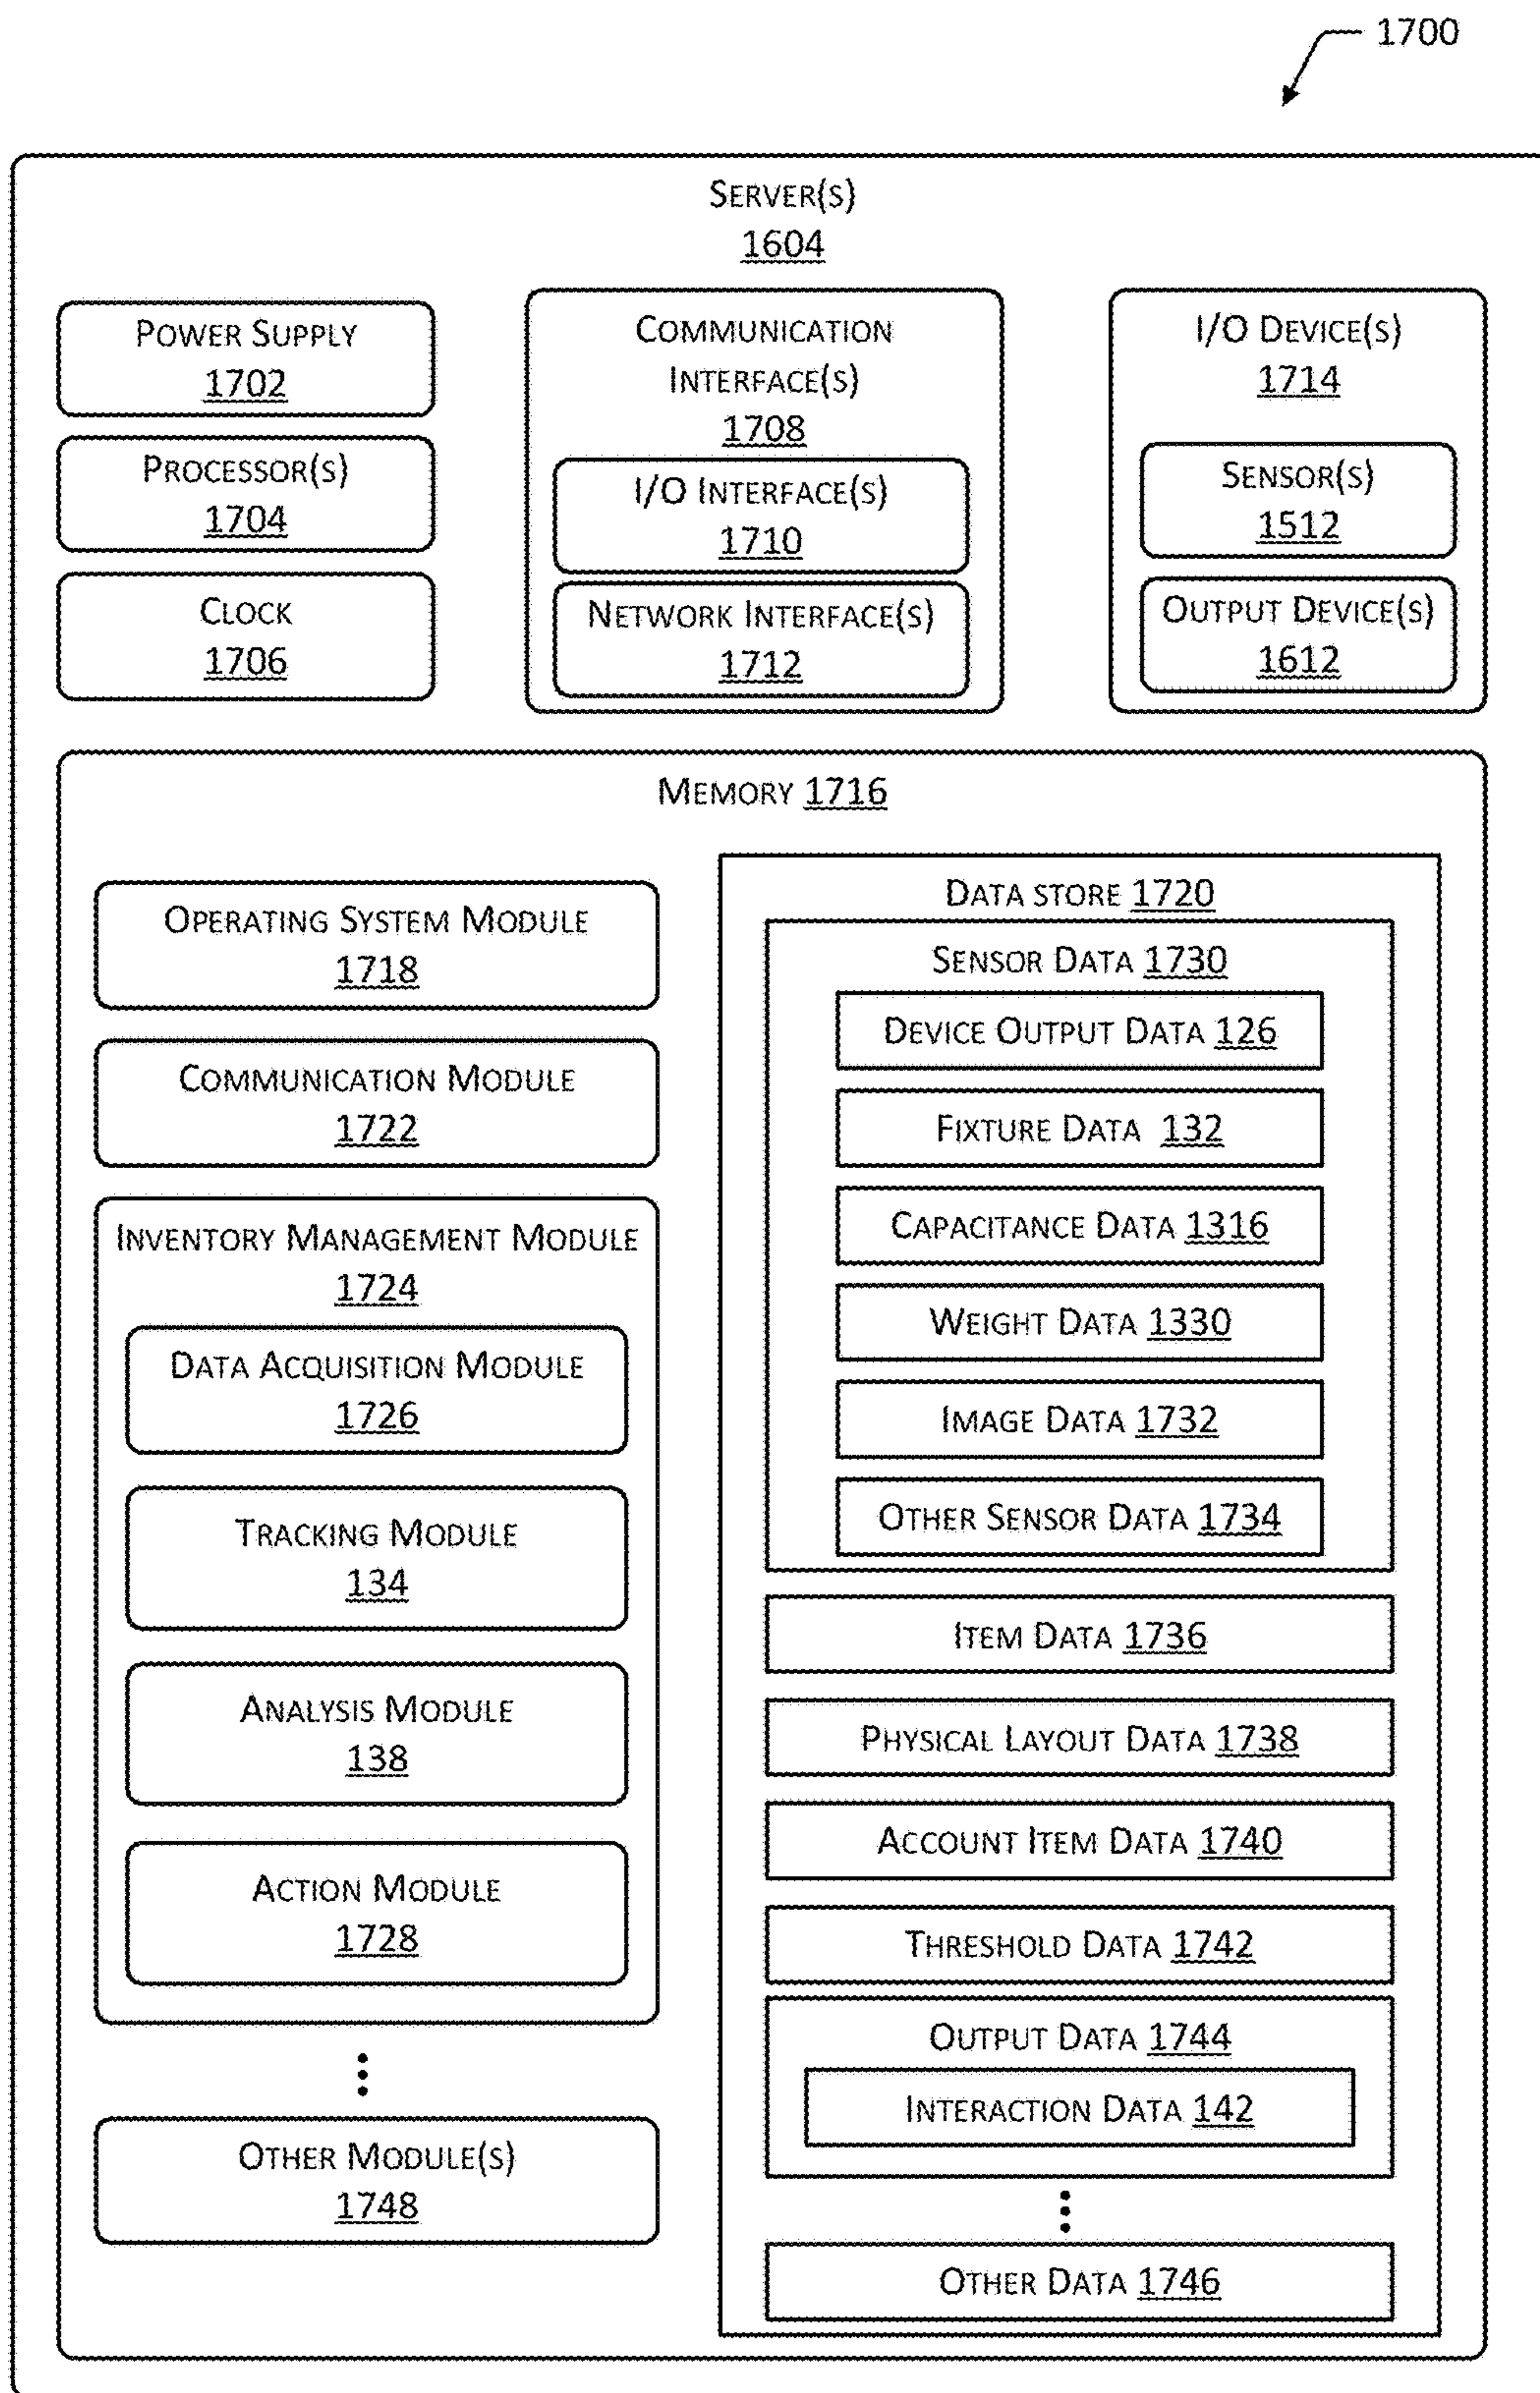 1700
SERVER(S)
1604
POWER SUPPLY
1702
PROCESSOR(S)
1704
CLOCK
1706
COMMUNICATION
INTERFACE(S)
1708
I/O INTERFACE(S)
1710
NETWORK INTERFACE(S)
1712
I/O DEVICE(S)
1714
SENSOR(S)
1512
OUTPUT DEVICE(S)
1612
MEMORY 1716
OPERATING SYSTEM MODULE
1718
COMMUNICATION MODULE
1722
INVENTORY MANAGEMENT MODULE
1724
DATA ACQUISITION MODULE
1726
TRACKING MODULE
134
ANALYSIS MODULE
138
ACTION MODULE
1728
OTHER MODULE(S)
1748
DATA STORE 1720
SENSOR DATA 1730
DEVICE OUTPUT DATA 126
FIXTURE DATA 132
CAPACITANCE DATA 1316
WEIGHT DATA 1330
IMAGE DATA 1732
OTHER SENSOR DATA 1734
ITEM DATA 1736
PHYSICAL LAYOUT DATA 1738
ACCOUNT ITEM DATA 1740
THRESHOLD DATA 1742
OUTPUT DATA 1744
INTERACTION DATA 142
OTHER DATA 1746